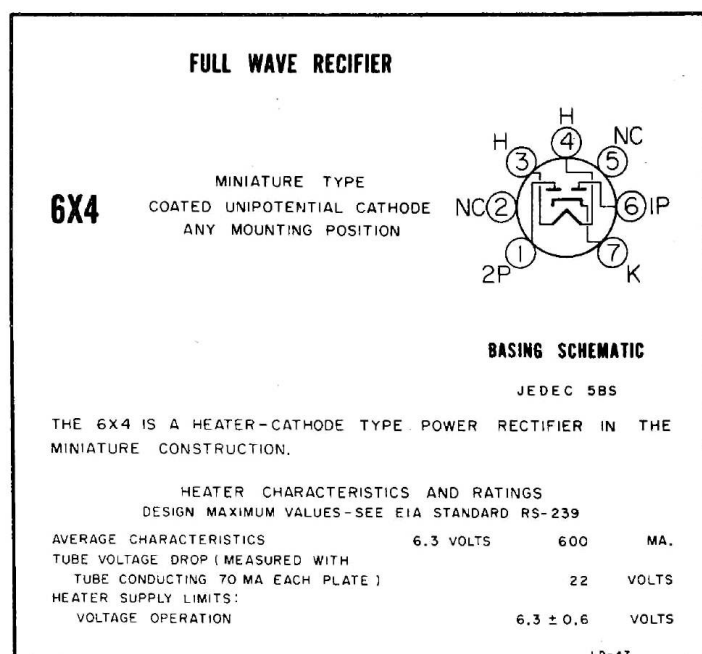 FULL WAVE RECIFIER
6X4
MINIATURE TYPE
COATED UNIPOTENTIAL CATHODE
ANY MOUNTING POSITION
H
H
4
NC
3
5
NC 2
6 IP
1
7
2P
K
BASING SCHEMATIC
JEDEC 5BS
THE 6X4 IS A HEATER-CATHODE TYPE POWER RECTIFIER IN THE
MINIATURE CONSTRUCTION.
HEATER CHARACTERISTICS AND RATINGS
DESIGN MAXIMUM VALUES-SEE EIA STANDARD RS-239
AVERAGE CHARACTERISTICS 6.3 VOLTS 600 MA.
TUBE VOLTAGE DROP (MEASURED WITH
TUBE CONDUCTING 70 MA EACH PLATE) 22 VOLTS
HEATER SUPPLY LIMITS:
VOLTAGE OPERATION 6.3 ± 0.6 VOLTS